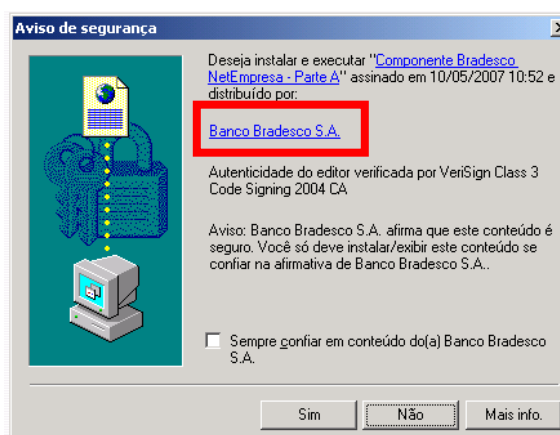 Aviso de segurança
Deseja instalar e executar "Componente Bradesco
NetEmpresa - Parte A" assinado em 10/05/2007 10:52 e
distribuído por:
Banco Bradesco S.A.
Autenticidade do editor verificada por VeriSign Class 3
Code Signing 2004 CA
Aviso: Banco Bradesco S.A. afirma que este conteúdo é
seguro. Você só deve instalar/exibir este conteúdo se
confiar na afirmativa de Banco Bradesco S.A..
Sempre confiar em conteúdo do(a) Banco Bradesco
S.A.
Sim Não Mais info.